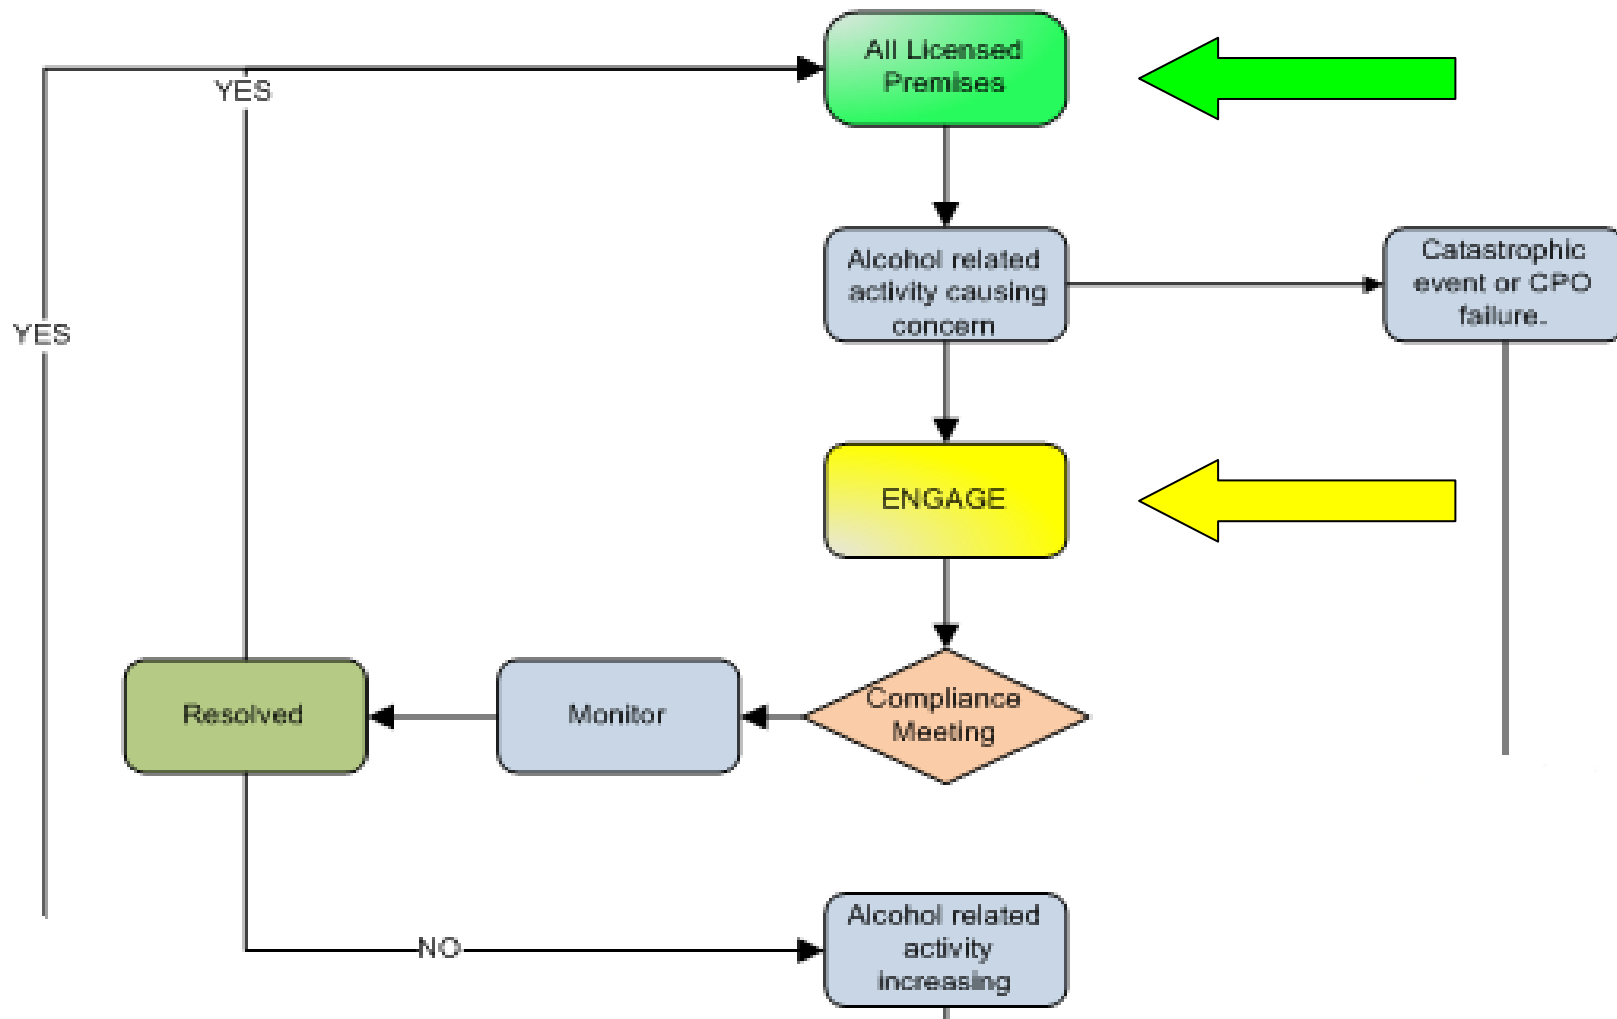 All Licensed
Premises
YES
Alcohol related
activity causing
concern
Catastrophic
event or CPO
failure.
YES
ENGAGE
Compliance
Meeting
Monitor
Resolved
NO
Alcohol related
activity
increasing